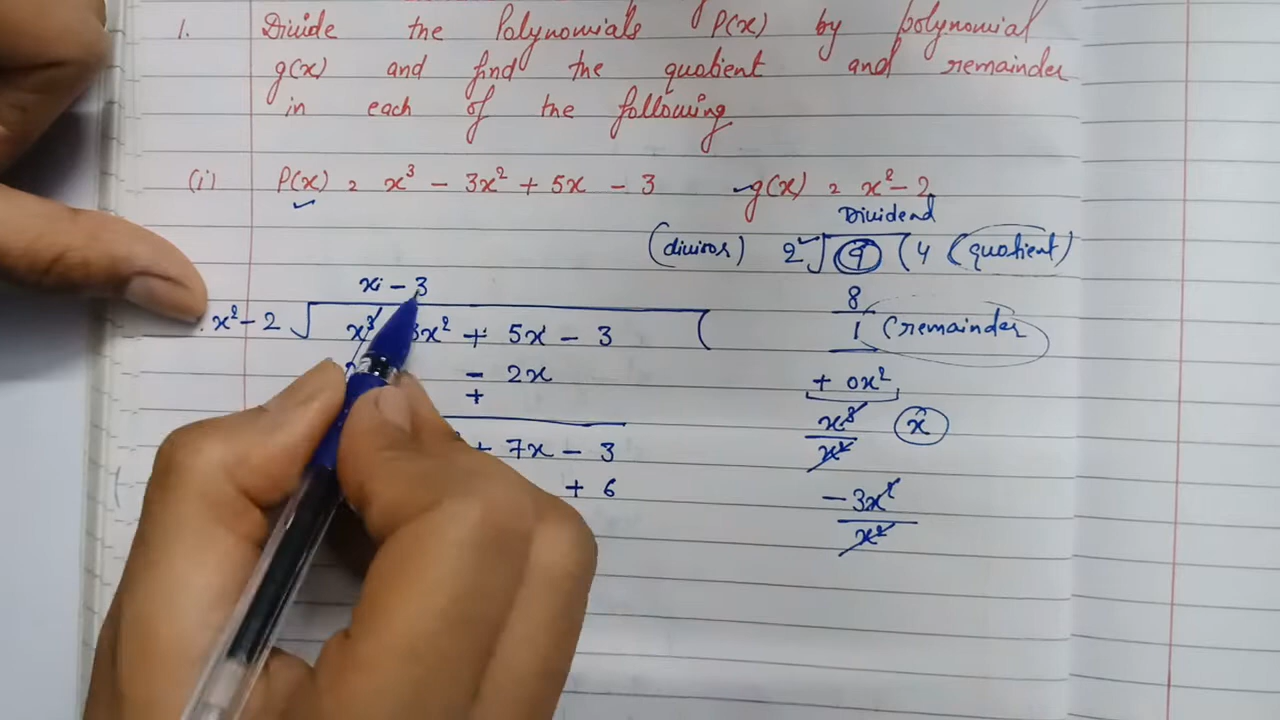 1. Divide the Polynomials P(x) by polynomial
g(x) and find the quotient and remainder
in each of the following
(i) P(x) = x³ - 3x² + 5x - 3 g(x) = x² - 2
Dividend
(divisor) 2 9 ( 4 (quotient)
8
1 (remainder
x - 3
x² - 2 x³ 3x² + 5x - 3 (
- 2x
+
+ 7x - 3
+ 6
+ 0x²
x³ x
x²
- 3x²
x²